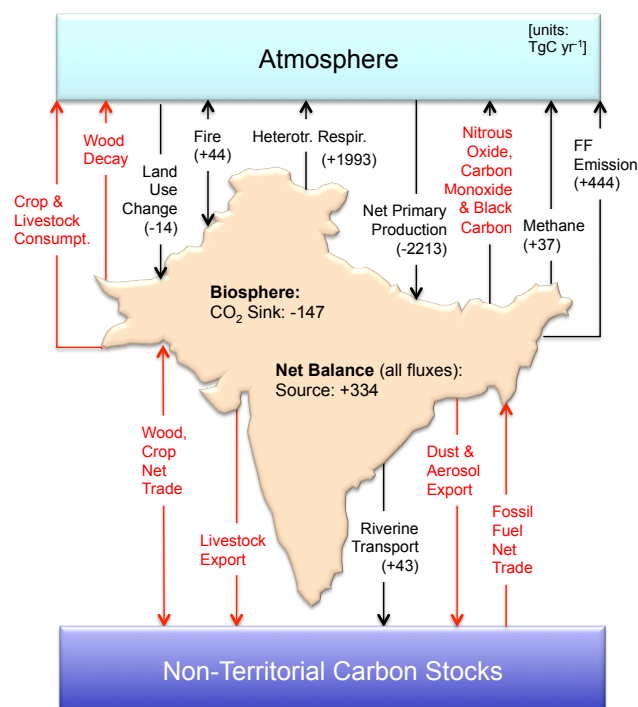 [units:
TgC yr-1]
Atmosphere
Wood
Decay
Fire
(+44)
Heterotr. Respir.
(+1993)
Nitrous
Oxide,
Carbon
Monoxide
& Black
Carbon
FF
Emission
(+444)
Land
Use
Change
(-14)
Crop &
Livestock
Consumpt.
Net Primary
Production
(-2213)
Methane
(+37)
Biosphere:
CO2 Sink: -147
Net Balance (all fluxes):
Source: +334
Wood,
Crop
Net
Trade
Livestock
Export
Riverine
Transport
(+43)
Dust &
Aerosol
Export
Fossil
Fuel
Net
Trade
Non-Territorial Carbon Stocks